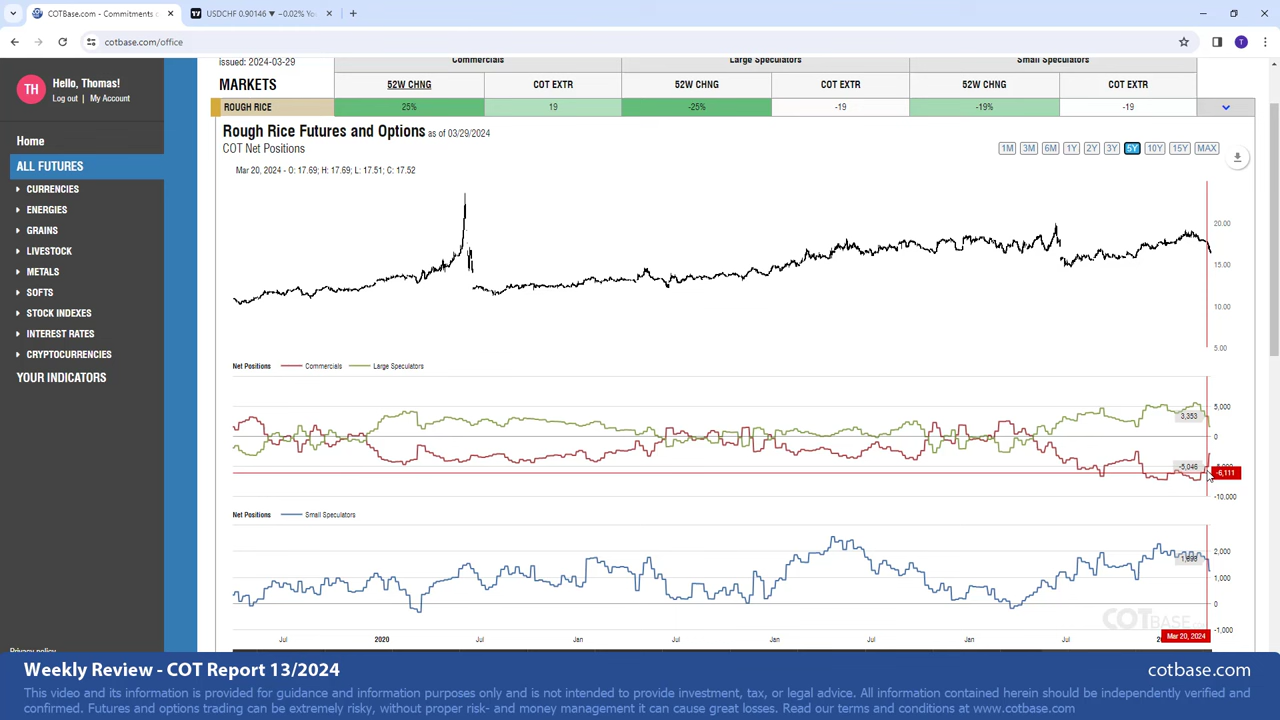 COTBase.com - Commitments
USDCHF 0.90146 ▼ −0.02%
cotbase.com/office
T
issued: 2024-03-29
Commercials
Large Speculators
Small Speculators
TH
Hello, Thomas!
Log out | My Account
MARKETS
52W CHNG
COT EXTR
52W CHNG
COT EXTR
52W CHNG
COT EXTR
ROUGH RICE
25%
19
-25%
-19
-19%
-19
Rough Rice Futures and Options as of 03/29/2024
COT Net Positions
1M 3M 6M 1Y 2Y 3Y 5Y 10Y 15Y MAX
Mar 20, 2024 - O: 17.69; H: 17.69; L: 17.51; C: 17.52
Home
ALL FUTURES
CURRENCIES
ENERGIES
GRAINS
LIVESTOCK
METALS
SOFTS
STOCK INDEXES
INTEREST RATES
CRYPTOCURRENCIES
YOUR INDICATORS
20.00
15.00
10.00
5.00
Net Positions Commercials Large Speculators
5,000
3,353
0
-5,046
-6,111
-10,000
Net Positions Small Speculators
2,000
1,000
0
-1,000
COTBASE
Jul 2020 Jul Jan Jul Jan Jul Jan Jul
Mar 20, 2024
Privacy policy
Weekly Review - COT Report 13/2024
cotbase.com
This video and its information is provided for guidance and information purposes only and is not intended to provide investment, tax, or legal advice. All information contained herein should be independently verified and
confirmed. Futures and options trading can be extremely risky, without proper risk- and money management it can cause great losses. Read our terms and conditions at www.cotbase.com